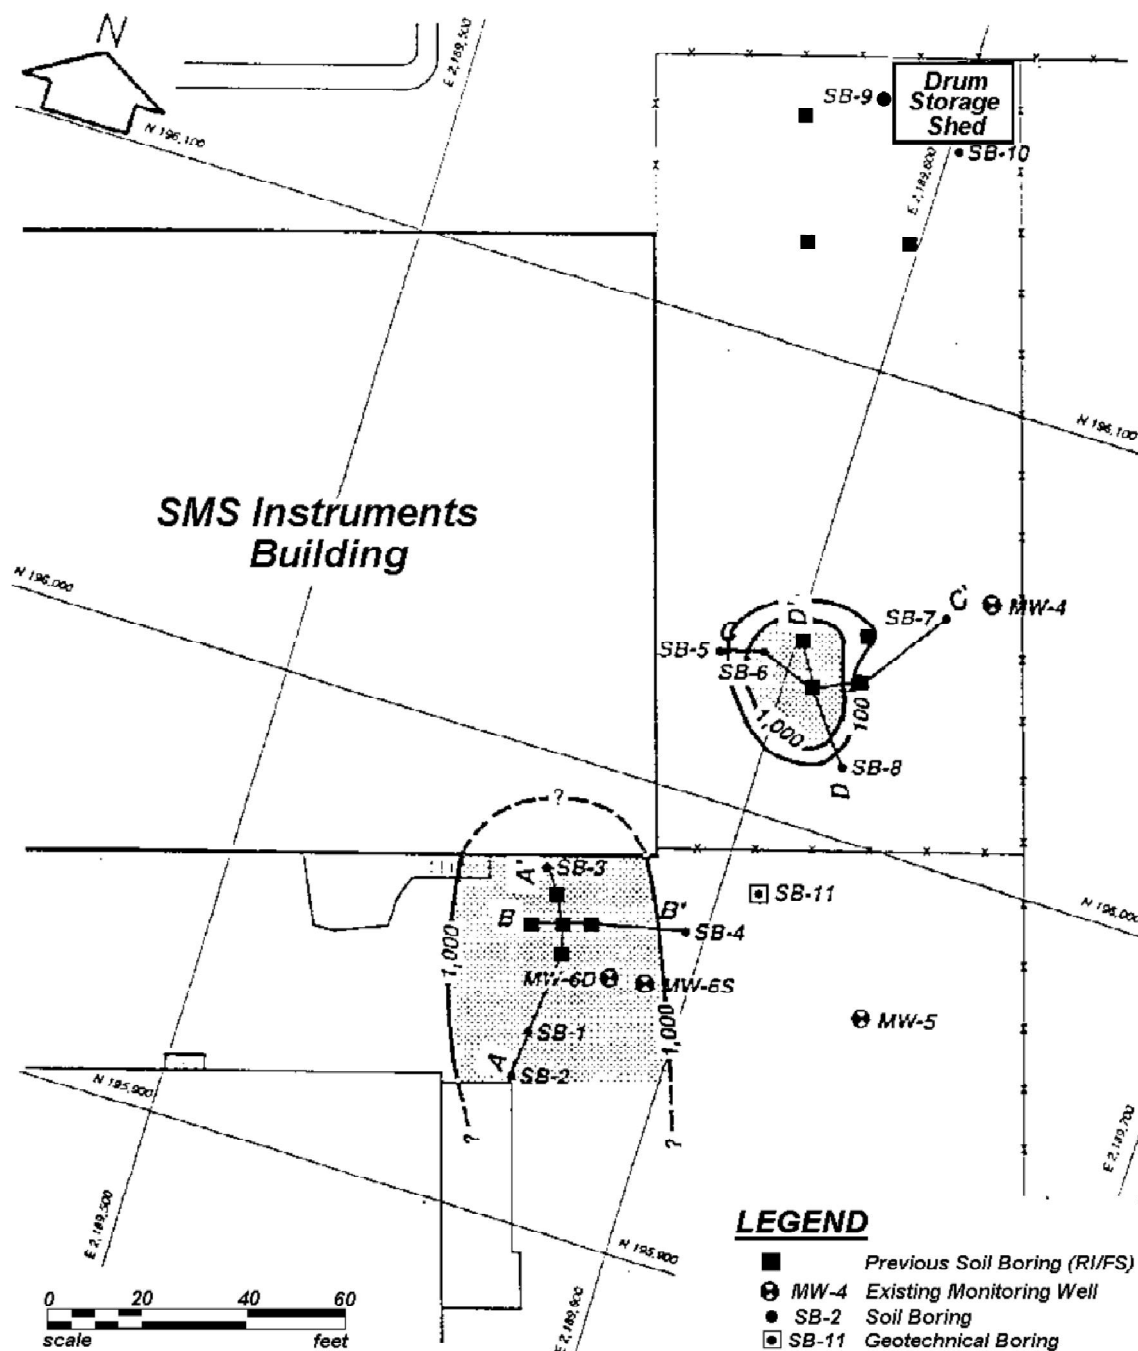 N
E 2,189,500
N 196,100
SB-9
Drum
Storage
Shed
SB-10
E 2,189,600
N 196,100
SMS Instruments
Building
N 196,000
SB-7
C'
MW-4
C
D'
SB-5
SB-6
1,000
100
SB-8
D
?
A'
SB-3
SB-11
B
B'
SB-4
N 196,000
1,000
MW-6D
MW-6S
MW-5
SB-1
1,000
A
SB-2
N 195,900
?
?
E 2,189,700
E 2,189,500
N 195,900
E 2,189,600
LEGEND
Previous Soil Boring (RI/FS)
MW-4 Existing Monitoring Well
SB-2 Soil Boring
SB-11 Geotechnical Boring
0 20 40 60
scale feet